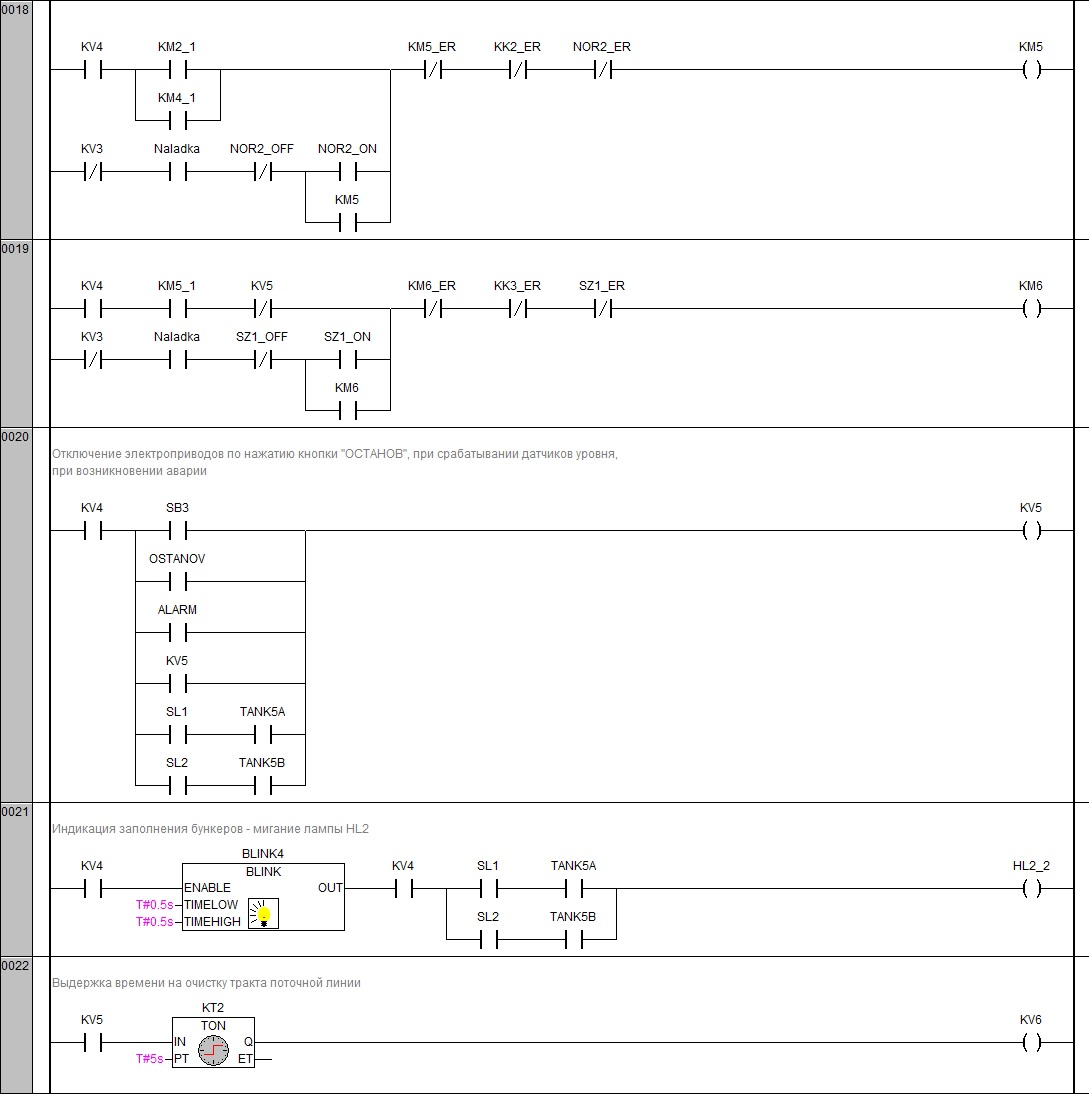 0018
KV4 KM2_1 KM5_ER KK2_ER NOR2_ER KM5
KM4_1
KV3 Naladka NOR2_OFF NOR2_ON
KM5
0019
KV4 KM5_1 KV5 KM6_ER KK3_ER SZ1_ER KM6
KV3 Naladka SZ1_OFF SZ1_ON
KM6
0020
Отключение электроприводов по нажатию кнопки "ОСТАНОВ", при срабатывании датчиков уровня,
при возникновении аварии
KV4 SB3 KV5
OSTANOV
ALARM
KV5
SL1 TANK5A
SL2 TANK5B
0021
Индикация заполнения бункеров - мигание лампы HL2
BLINK4
KV4 BLINK KV4 SL1 TANK5A HL2_2
ENABLE OUT
T#0.5s TIMELOW
SL2 TANK5B
T#0.5s TIMEHIGH
0022
Выдержка времени на очистку тракта поточной линии
KT2
KV5 TON KV6
IN Q
T#5s PT ET